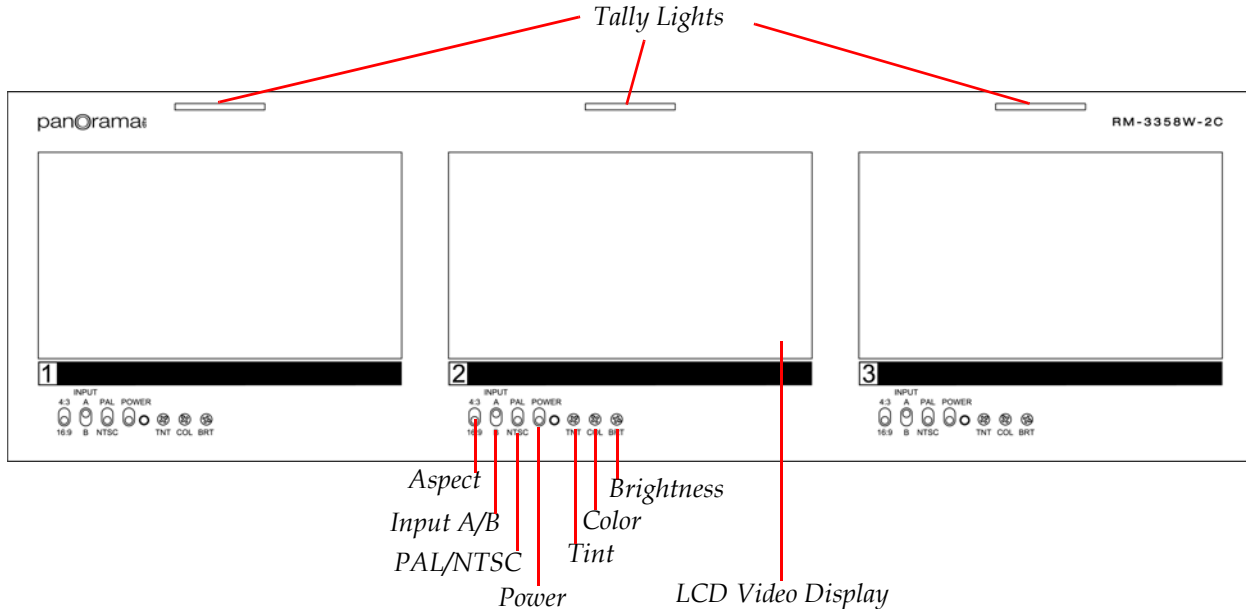 Tally Lights
panOrama
RM-3358W-2C
1
2
3
INPUT
4:3 A PAL POWER
16:9 B NTSC TNT COL BRT
INPUT
4:3 A PAL POWER
16:9 B NTSC TNT COL BRT
INPUT
4:3 A PAL POWER
16:9 B NTSC TNT COL BRT
Aspect
Brightness
Input A/B
Color
PAL/NTSC
Tint
Power
LCD Video Display